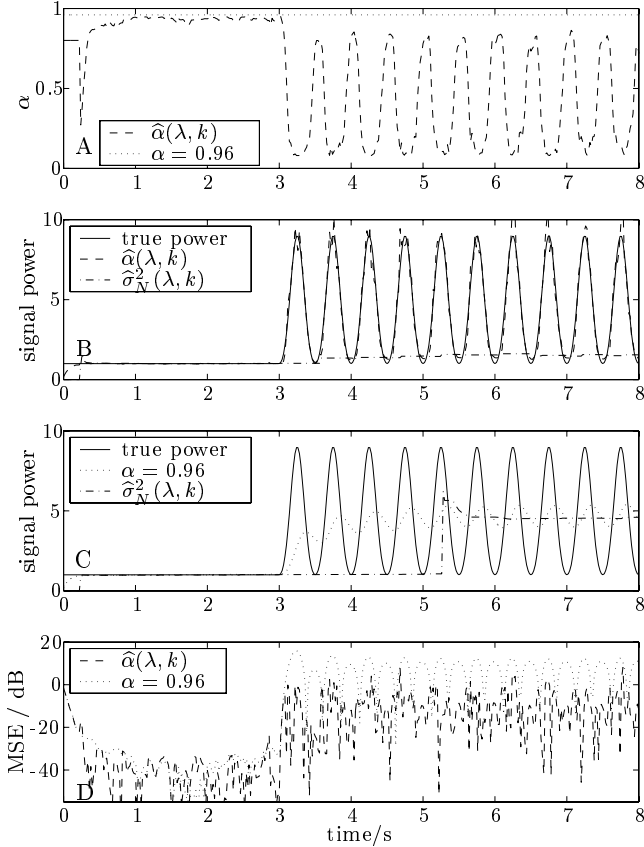 1
0.5
0
α
A
α̂(λ, k)
α = 0.96
0 1 2 3 4 5 6 7 8
10
5
0
signal power
B
true power
α̂(λ, k)
σ̂²_N(λ, k)
0 1 2 3 4 5 6 7 8
10
5
0
signal power
C
true power
α = 0.96
σ̂²_N(λ, k)
0 1 2 3 4 5 6 7 8
20
0
-20
-40
MSE / dB
D
α̂(λ, k)
α = 0.96
0 1 2 3 4 5 6 7 8
time/s